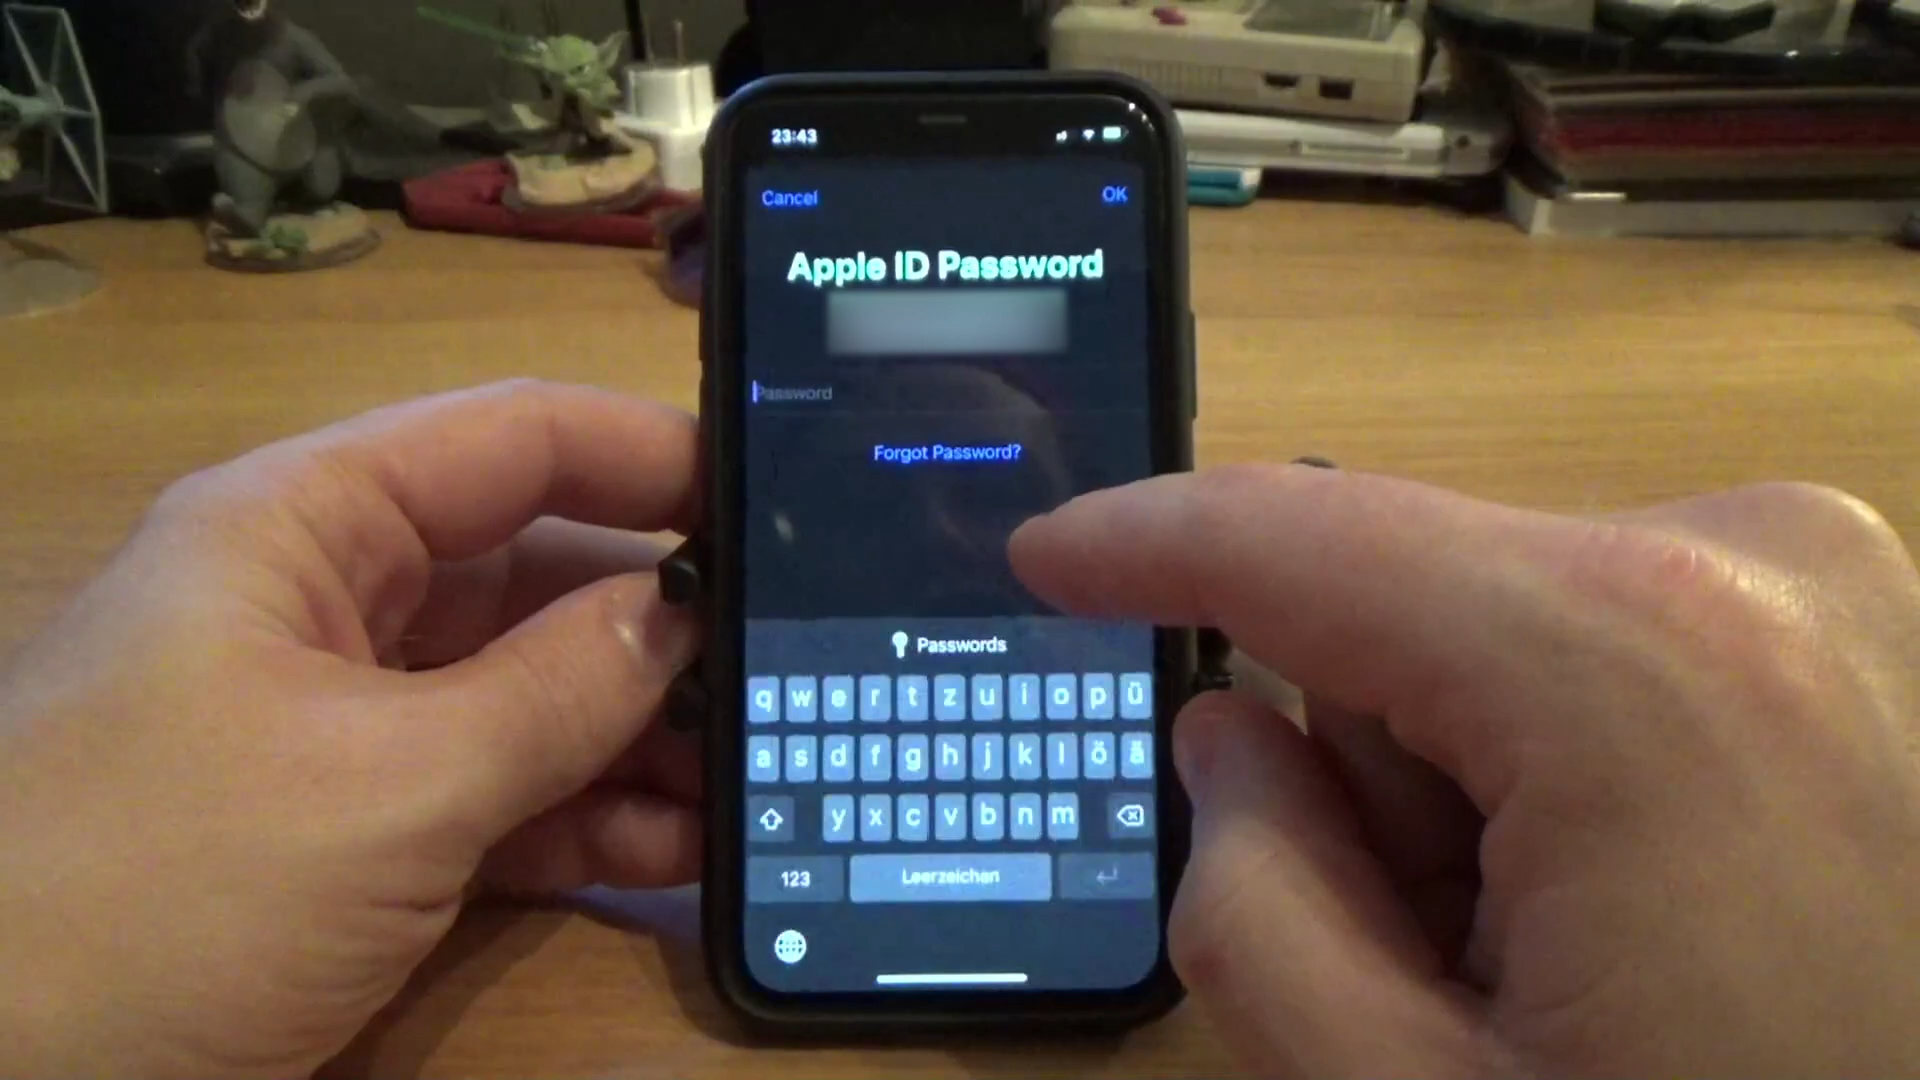 23:43
Cancel OK
Apple ID Password
Password
Forgot Password?
Passwords
q w e r t z u i o p ü
a s d f g h j k l ö ä
y x c v b n m
123 Leerzeichen